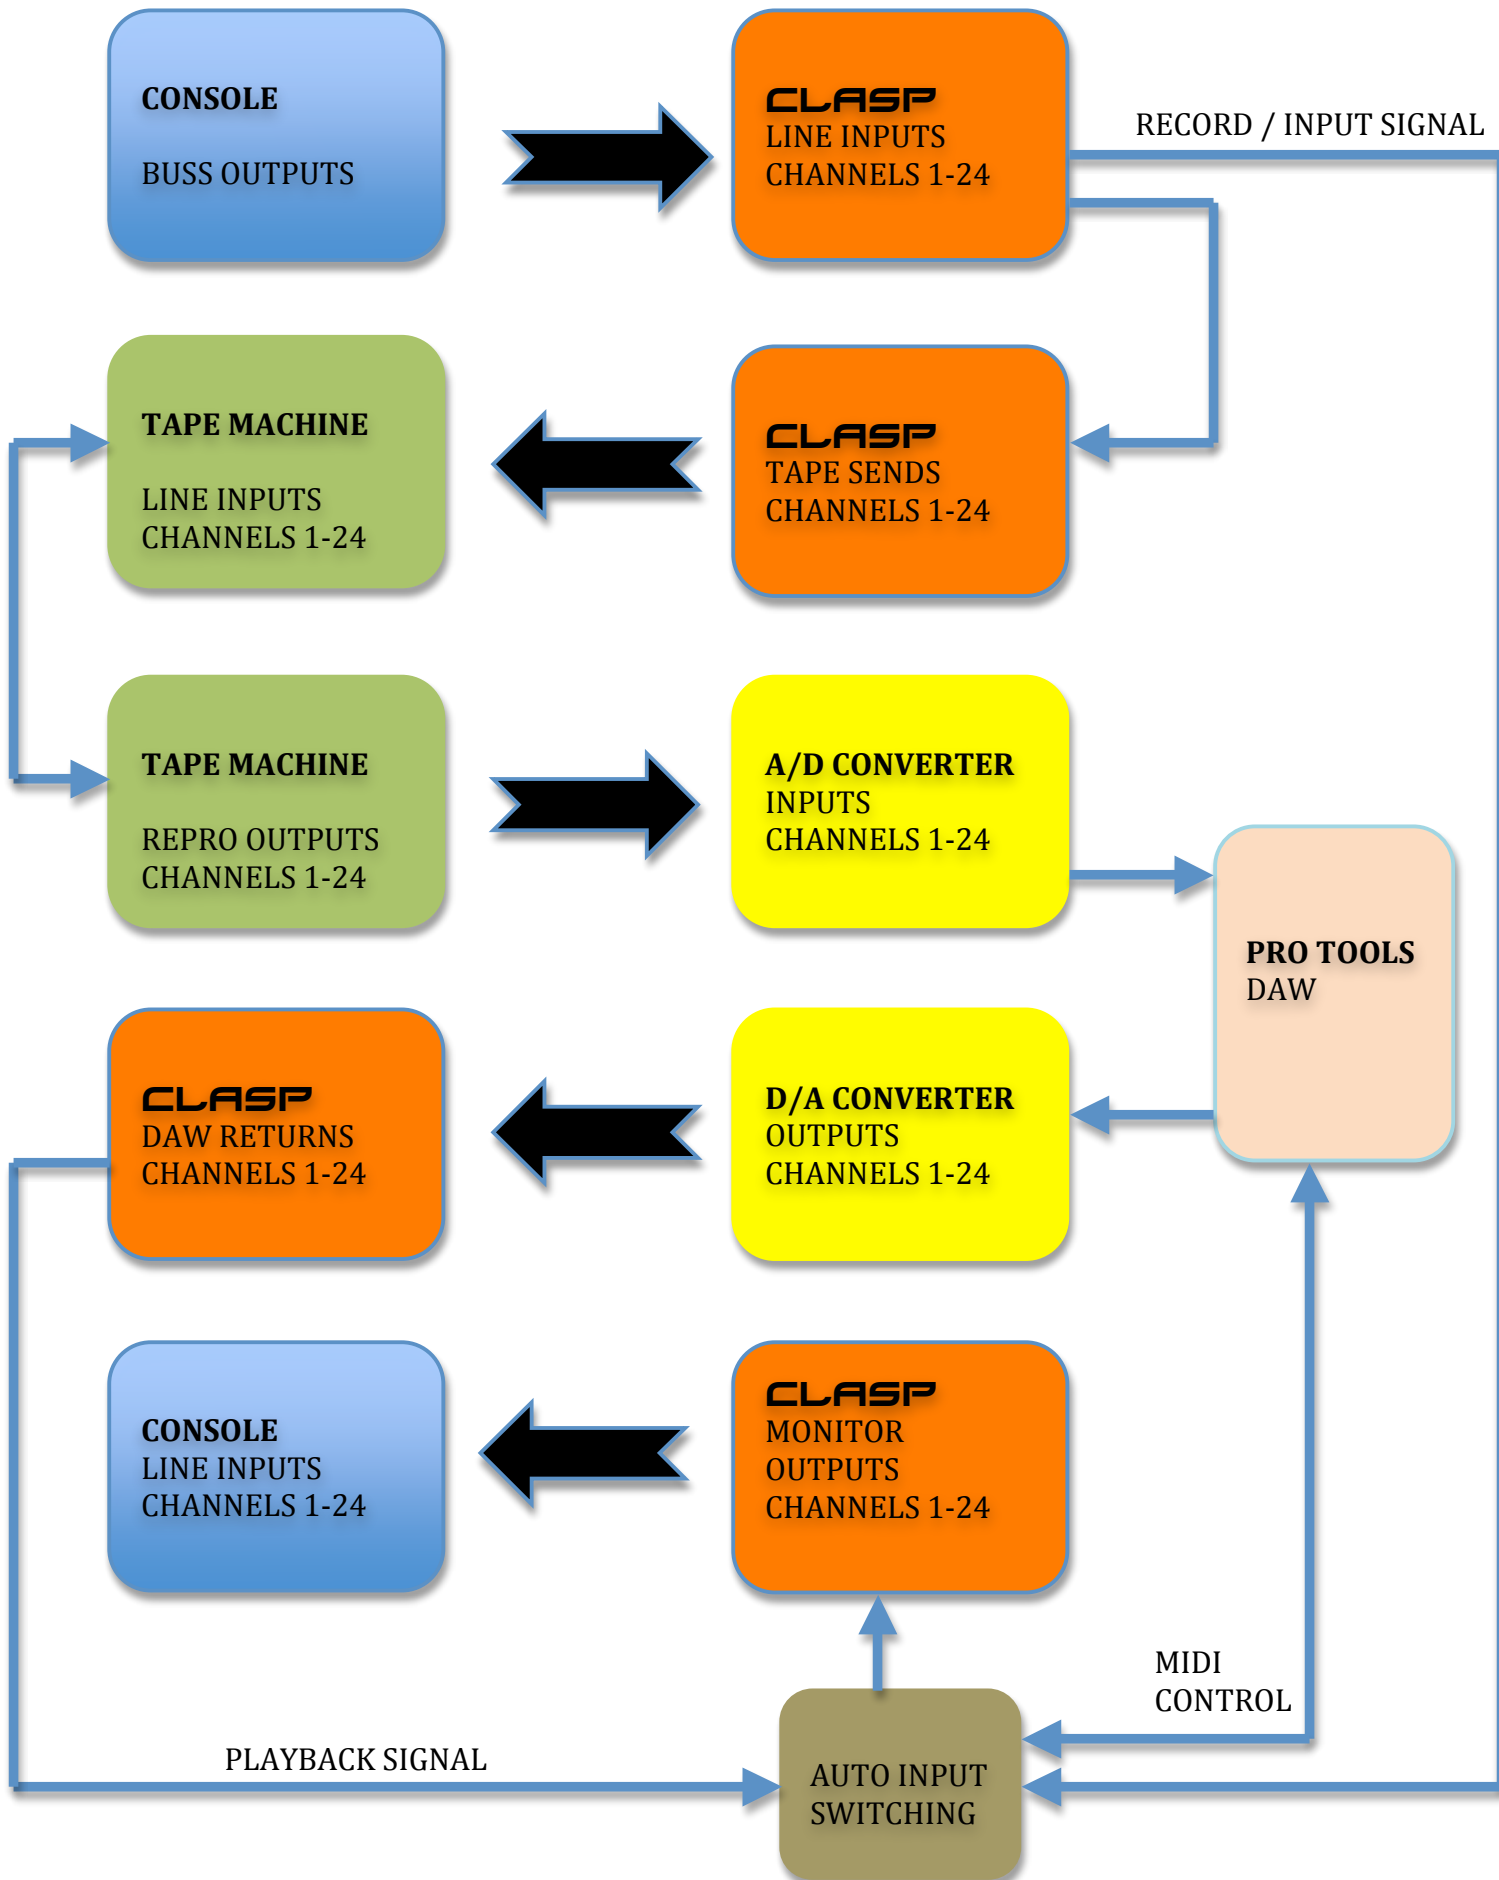 CONSOLE
BUSS OUTPUTS
CLASP
LINE INPUTS
CHANNELS 1-24
RECORD / INPUT SIGNAL
TAPE MACHINE
LINE INPUTS
CHANNELS 1-24
CLASP
TAPE SENDS
CHANNELS 1-24
TAPE MACHINE
REPRO OUTPUTS
CHANNELS 1-24
A/D CONVERTER
INPUTS
CHANNELS 1-24
PRO TOOLS
DAW
CLASP
DAW RETURNS
CHANNELS 1-24
D/A CONVERTER
OUTPUTS
CHANNELS 1-24
CONSOLE
LINE INPUTS
CHANNELS 1-24
CLASP
MONITOR
OUTPUTS
CHANNELS 1-24
MIDI
CONTROL
PLAYBACK SIGNAL
AUTO INPUT
SWITCHING